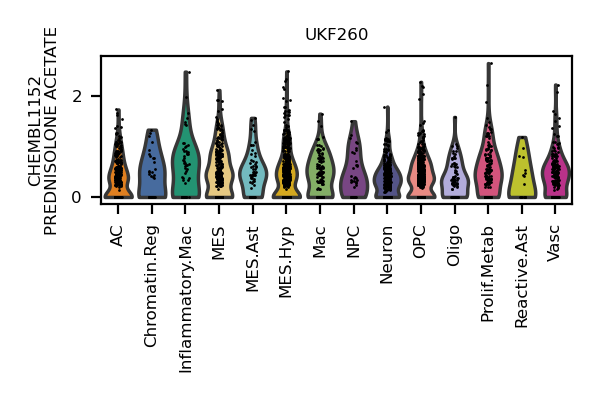 UKF260
CHEMBL1152
PREDNISOLONE ACETATE
2
0
AC
Chromatin.Reg
Inflammatory.Mac
MES
MES.Ast
MES.Hyp
Mac
NPC
Neuron
OPC
Oligo
Prolif.Metab
Reactive.Ast
Vasc